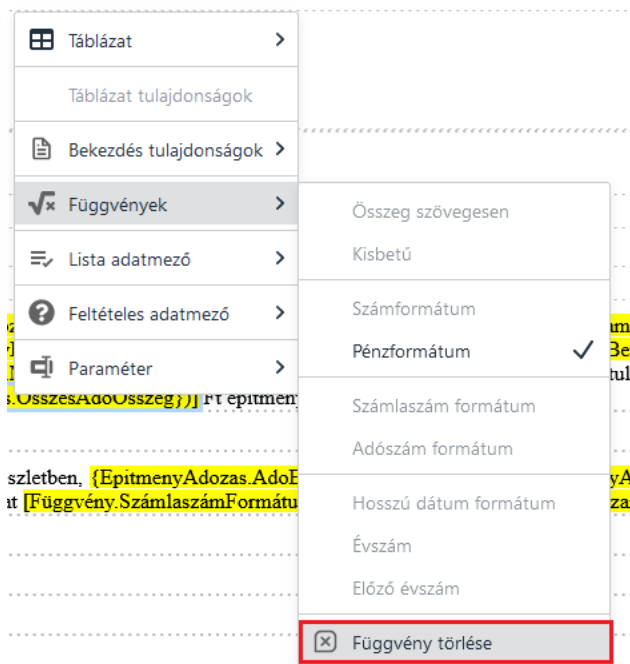 Táblázat
Táblázat tulajdonságok
Bekezdés tulajdonságok
Függvények
Lista adatmező
Feltételes adatmező
Paraméter
Összeg szövegesen
Kisbetű
Számformátum
Pénzformátum
Számlaszám formátum
Adószám formátum
Hosszú dátum formátum
Évszám
Előző évszám
Függvény törlése
.OsszesAdoOsszeg})] Ft építmén
szletben, {EpitmenyAdozas.AdoE
at [Függvény.SzámlaszámFormátu